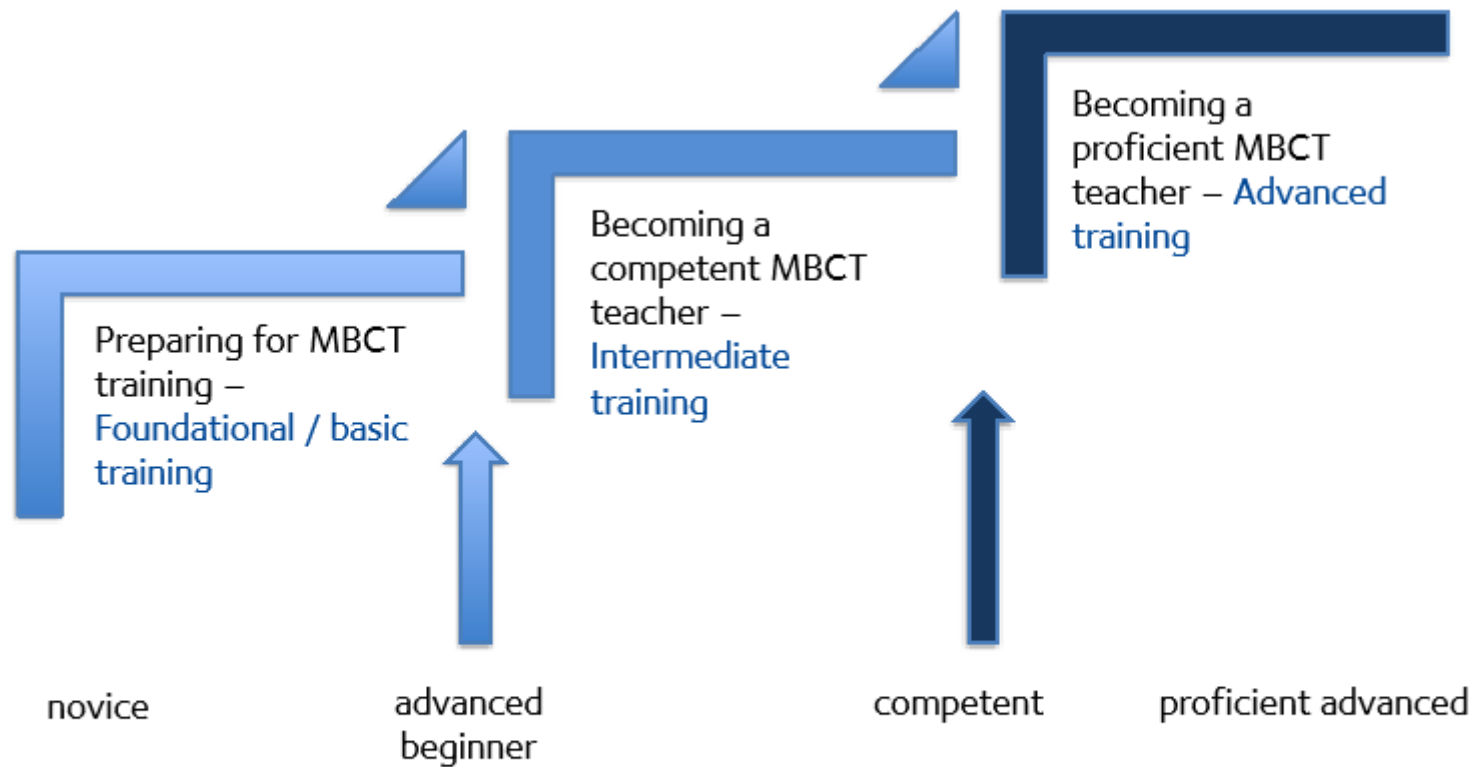 Preparing for MBCT
training –
Foundational / basic
training
Becoming a
competent MBCT
teacher –
Intermediate
training
Becoming a
proficient MBCT
teacher – Advanced
training
novice
advanced
beginner
competent
proficient advanced